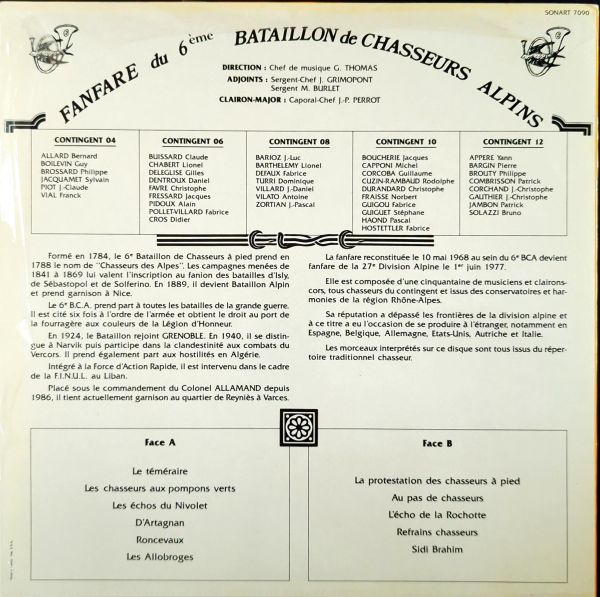 SONART 7090
FANFARE du 6ème BATAILLON de CHASSEURS ALPINS
DIRECTION : Chef de musique G. THOMAS
ADJOINTS : Sergent-Chef J. GRIMOPONT
Sergent M. BURLET
CLAIRON-MAJOR : Caporal-Chef J.-P. PERROT
CONTINGENT 04
ALLARD Bernard
BOILEVIN Guy
BROSSARD Philippe
JACQUAMET Sylvain
PIOT J.-Claude
VIAL Franck
CONTINGENT 06
BUISSARD Claude
CHABERT Lionel
DELEGLISE Gilles
DENTROUX Daniel
FAVRE Christophe
FRESSARD Jacques
PIDOUX Alain
POLLET-VILLARD Fabrice
CROS Didier
CONTINGENT 08
BARIOZ J.-Luc
BARTHELEMY Lionel
DEFAUX Fabrice
TURRI Dominique
VILLARD J.-Daniel
VILATO Antoine
ZORTIAN J.-Pascal
CONTINGENT 10
BOUCHERIE Jacques
CAPPONI Michel
CORCOBA Guillaume
CUZIN-RAMBAUD Rodolphe
DURANDARD Christophe
FRAISSE Norbert
GUIGOU Fabrice
GUIGUET Stéphane
HAOND Pascal
HOSTETTLER Fabrice
CONTINGENT 12
APPERE Yann
BARGIN Pierre
BROUTY Philippe
COMBRISSON Patrick
CORCHAND J.-Christophe
GAUTHIER J.-Christophe
JAMBON Patrick
SOLAZZI Bruno
Formé en 1784, le 6e Bataillon de Chasseurs à pied prend en
1788 le nom de "Chasseurs des Alpes". Les campagnes menées de
1841 à 1869 lui valent l'inscription au fanion des batailles d'Isly,
de Sébastopol et de Solferino. En 1889, il devient Bataillon Alpin
et prend garnison à Nice.
Le 6e B.C.A. prend part à toutes les batailles de la grande guerre.
Il est cité six fois à l'ordre de l'armée et obtient le droit au port de
la fourragère aux couleurs de la Légion d'Honneur.
En 1924, le Bataillon rejoint GRENOBLE. En 1940, il se distin-
gue à Narvik puis participe dans la clandestinité aux combats du
Vercors. Il prend également part aux hostilités en Algérie.
Intégré à la Force d'Action Rapide, il est intervenu dans le cadre
de la F.I.N.U.L. au Liban.
Placé sous le commandement du Colonel ALLAMAND depuis
1986, il tient actuellement garnison au quartier de Reyniès à Varces.
La fanfare reconstituée le 10 mai 1968 au sein du 6e BCA devient
fanfare de la 27e Division Alpine le 1er juin 1977.
Elle est composée d'une cinquantaine de musiciens et clairons-
cors, tous chasseurs du contingent et issus des conservatoires et har-
monies de la région Rhône-Alpes.
Sa réputation a dépassé les frontières de la division alpine et
à ce titre a eu l'occasion de se produire à l'étranger, notamment en
Espagne, Belgique, Allemagne, Etats-Unis, Autriche et Italie.
Les morceaux interprétés sur ce disque sont tous issus du réper-
toire traditionnel chasseur.
Face A
Le téméraire
Les chasseurs aux pompons verts
Les échos du Nivolet
D'Artagnan
Roncevaux
Les Allobroges
Face B
La protestation des chasseurs à pied
Au pas de chasseurs
L'écho de la Rochotte
Refrains chasseurs
Sidi Brahim